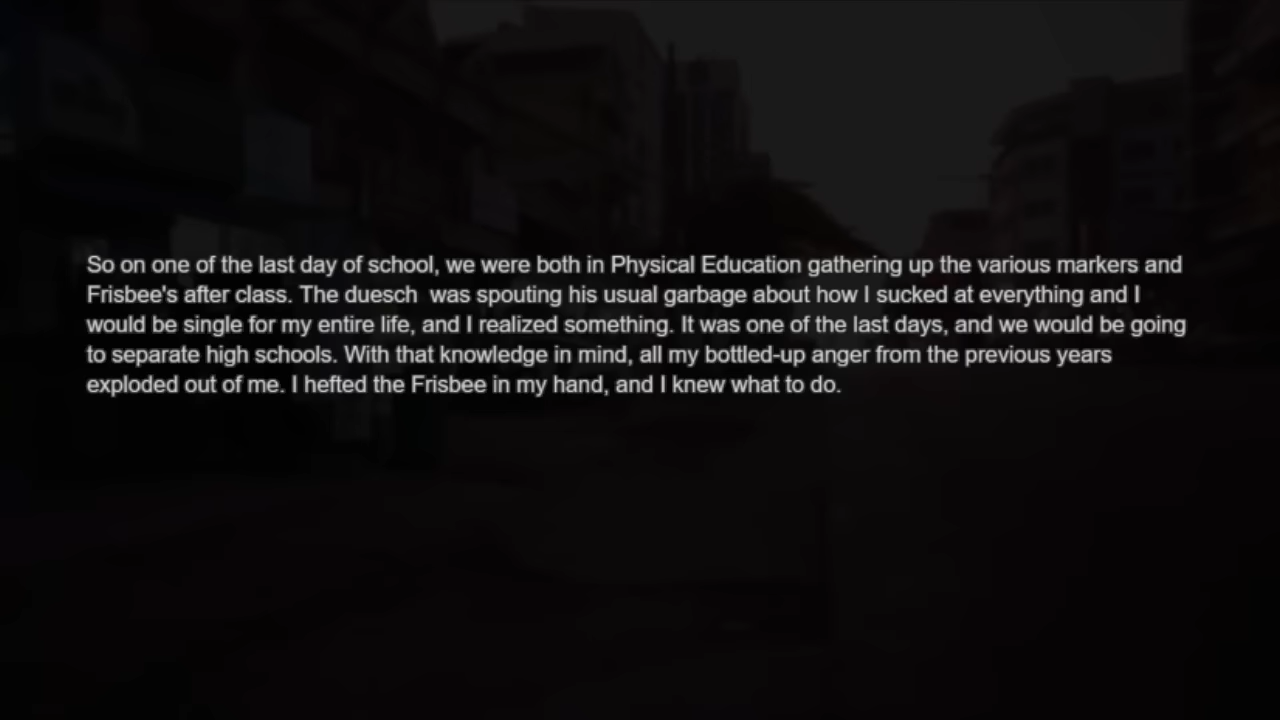 So on one of the last day of school, we were both in Physical Education gathering up the various markers and
Frisbee's after class. The duesch  was spouting his usual garbage about how I sucked at everything and I
would be single for my entire life, and I realized something. It was one of the last days, and we would be going
to separate high schools. With that knowledge in mind, all my bottled-up anger from the previous years
exploded out of me. I hefted the Frisbee in my hand, and I knew what to do.